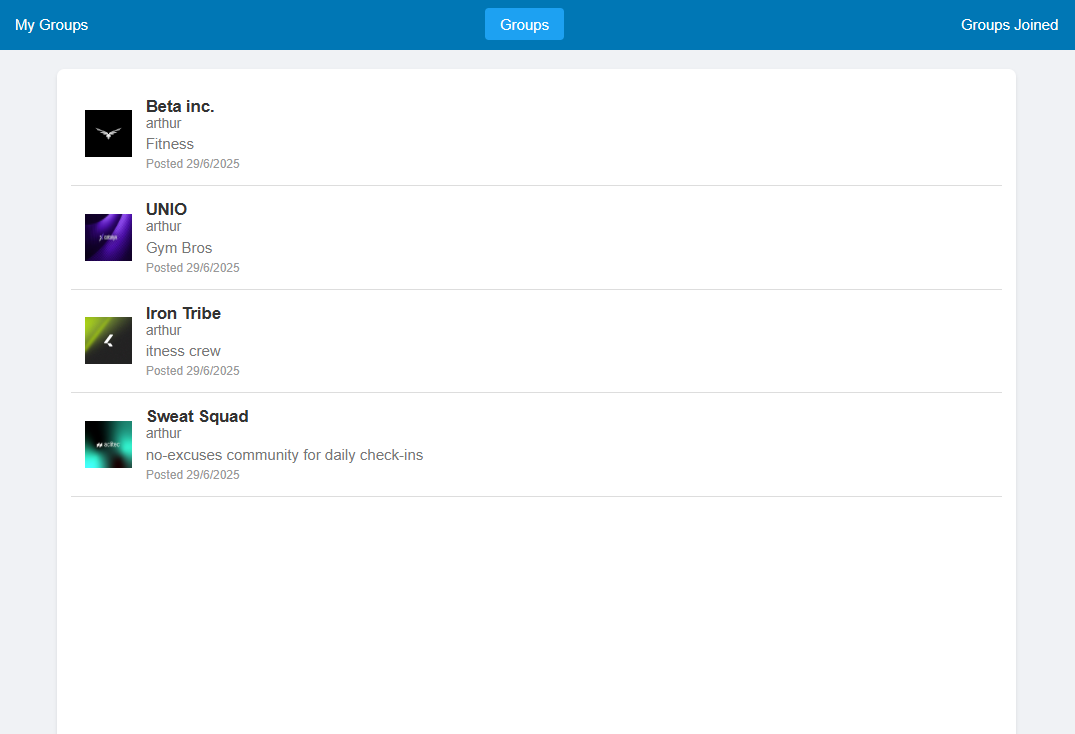 My Groups
Groups
Groups Joined
Beta inc.
arthur
Fitness
Posted 29/6/2025
UNIO
arthur
Gym Bros
Posted 29/6/2025
Iron Tribe
arthur
itness crew
Posted 29/6/2025
Sweat Squad
arthur
no-excuses community for daily check-ins
Posted 29/6/2025